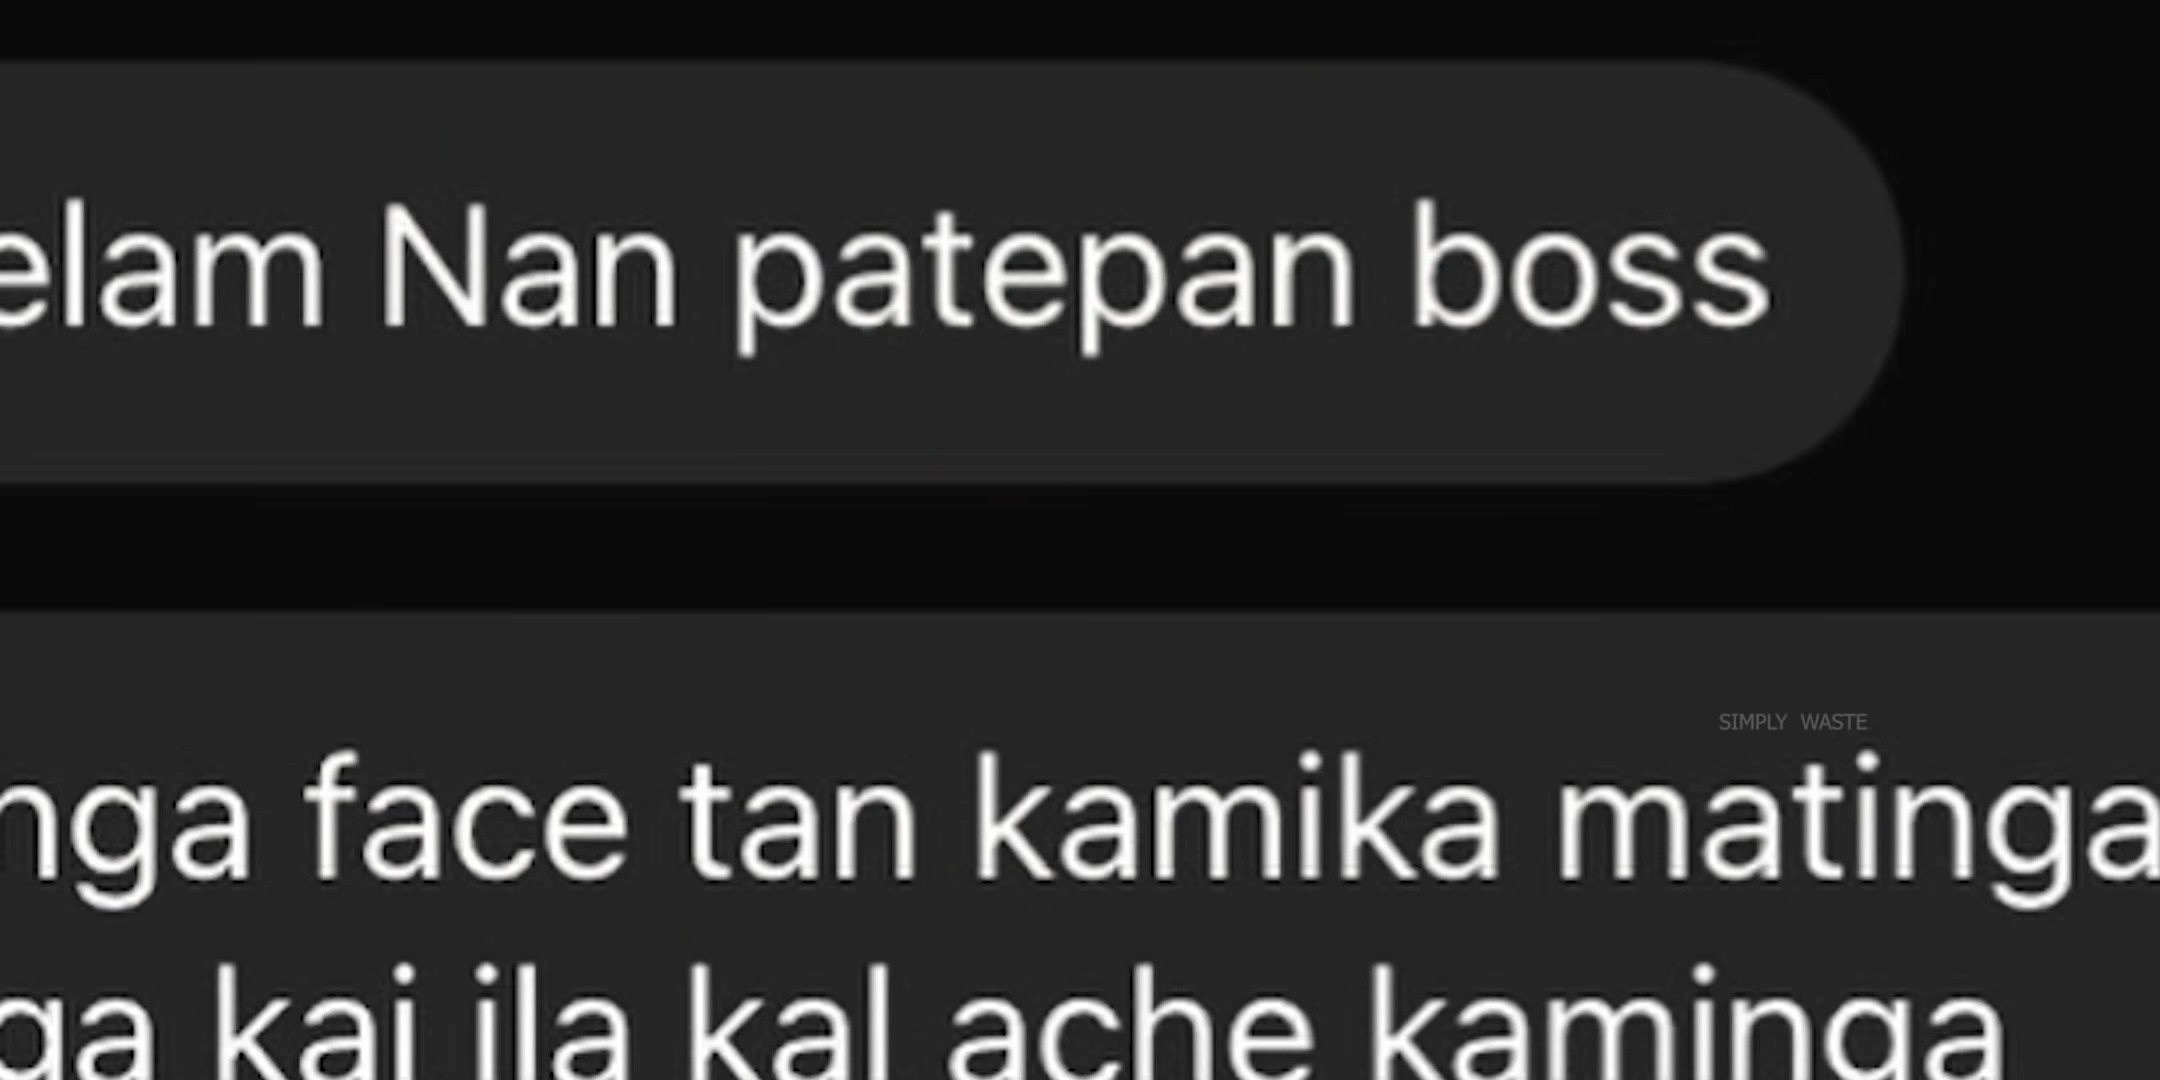 elam Nan patepan boss
SIMPLY WASTE
nga face tan kamika matinga
ga kai ila kal ache kaminga